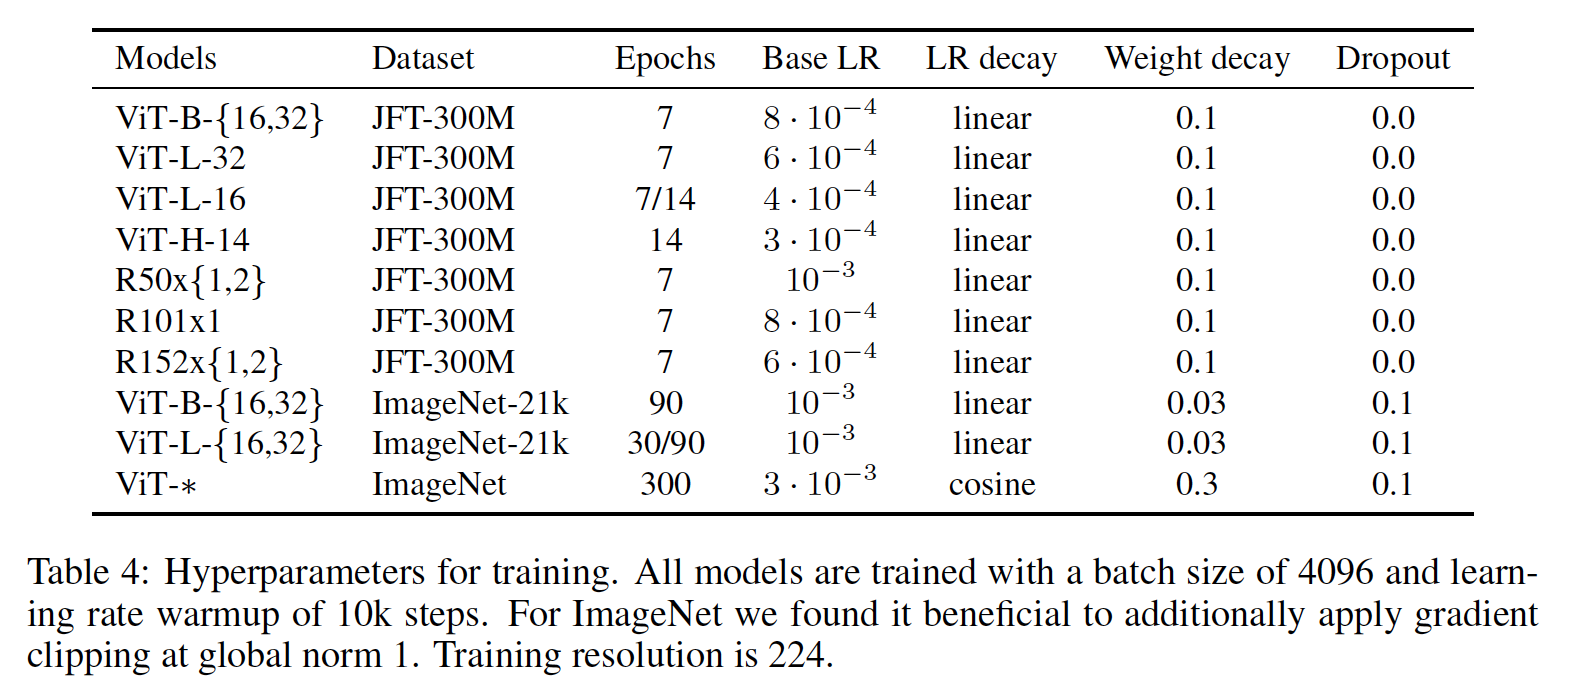 Models Dataset Epochs Base LR LR decay Weight decay Dropout
ViT-B-{16,32} JFT-300M 7 8 · 10⁻⁴ linear 0.1 0.0
ViT-L-32 JFT-300M 7 6 · 10⁻⁴ linear 0.1 0.0
ViT-L-16 JFT-300M 7/14 4 · 10⁻⁴ linear 0.1 0.0
ViT-H-14 JFT-300M 14 3 · 10⁻⁴ linear 0.1 0.0
R50x{1,2} JFT-300M 7 10⁻³ linear 0.1 0.0
R101x1 JFT-300M 7 8 · 10⁻⁴ linear 0.1 0.0
R152x{1,2} JFT-300M 7 6 · 10⁻⁴ linear 0.1 0.0
ViT-B-{16,32} ImageNet-21k 90 10⁻³ linear 0.03 0.1
ViT-L-{16,32} ImageNet-21k 30/90 10⁻³ linear 0.03 0.1
ViT-∗ ImageNet 300 3 · 10⁻³ cosine 0.3 0.1
Table 4: Hyperparameters for training. All models are trained with a batch size of 4096 and learn-
ing rate warmup of 10k steps. For ImageNet we found it beneficial to additionally apply gradient
clipping at global norm 1. Training resolution is 224.